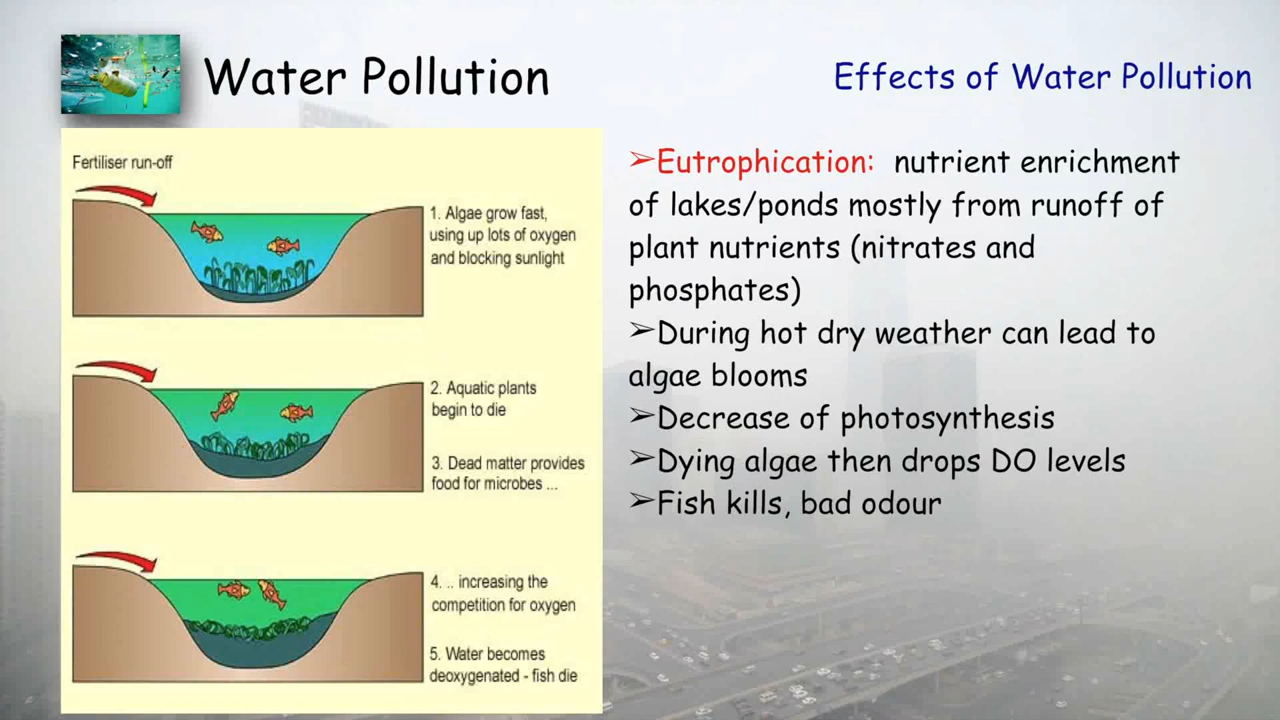 Water Pollution
Effects of Water Pollution
Fertiliser run-off
1. Algae grow fast,
using up lots of oxygen
and blocking sunlight
2. Aquatic plants
begin to die
3. Dead matter provides
food for microbes ...
4. .. increasing the
competition for oxygen
5. Water becomes
deoxygenated - fish die
➢Eutrophication: nutrient enrichment
of lakes/ponds mostly from runoff of
plant nutrients (nitrates and
phosphates)
➢During hot dry weather can lead to
algae blooms
➢Decrease of photosynthesis
➢Dying algae then drops DO levels
➢Fish kills, bad odour